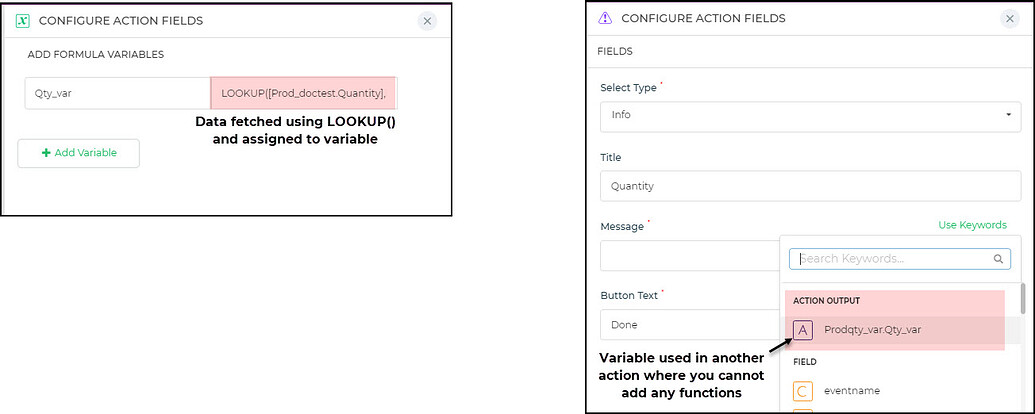 CONFIGURE ACTION FIELDS
ADD FORMULA VARIABLES
Qty_var
LOOKUP([Prod_doctest.Quantity],
Data fetched using LOOKUP()
and assigned to variable
+ Add Variable
CONFIGURE ACTION FIELDS
FIELDS
Select Type *
Info
Title
Quantity
Message *
Use Keywords
Search Keywords...
Button Text *
Done
ACTION OUTPUT
A Prodqty_var.Qty_var
FIELD
C eventname
Variable used in another
action where you cannot
add any functions